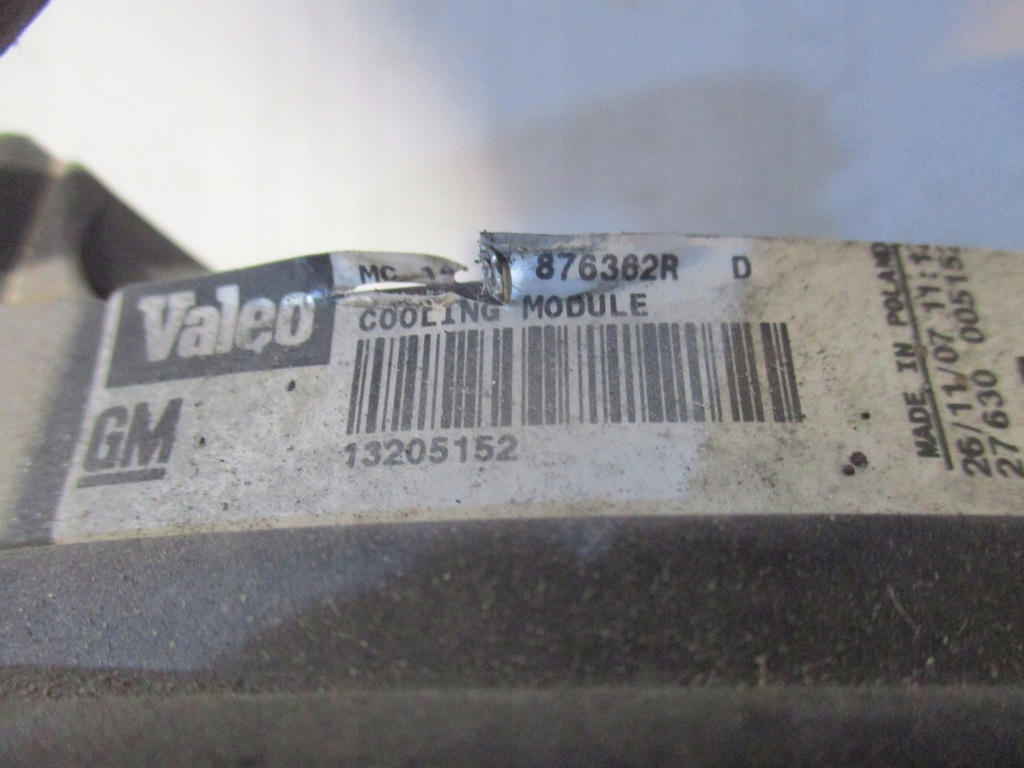 Valeo
MC 876362R D
COOLING MODULE
GM
13205152
MADE IN POLAND
26/11/07
27630